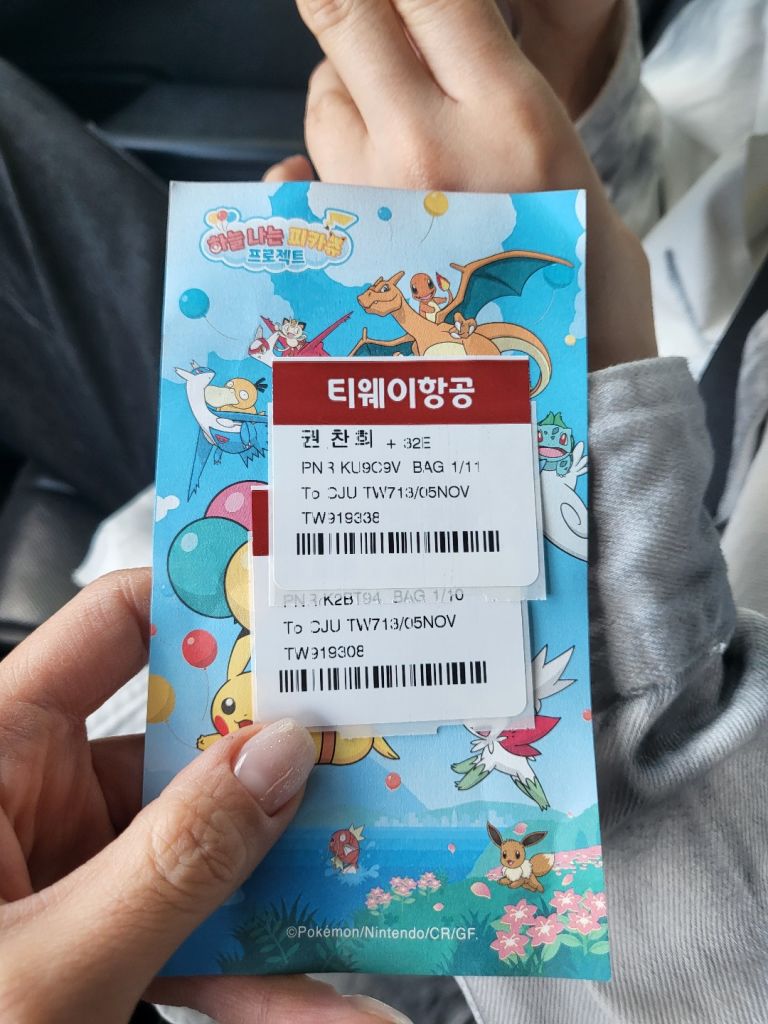 하늘 나는 피카츄
프로젝트
티웨이항공
권 찬 희 + 32E
PNR KU9C9V BAG 1/11
To CJU TW713/05NOV
TW919338
PNR K2BT94 BAG 1/10
To CJU TW713/05NOV
TW919308
©Pokémon/Nintendo/CR/GF.